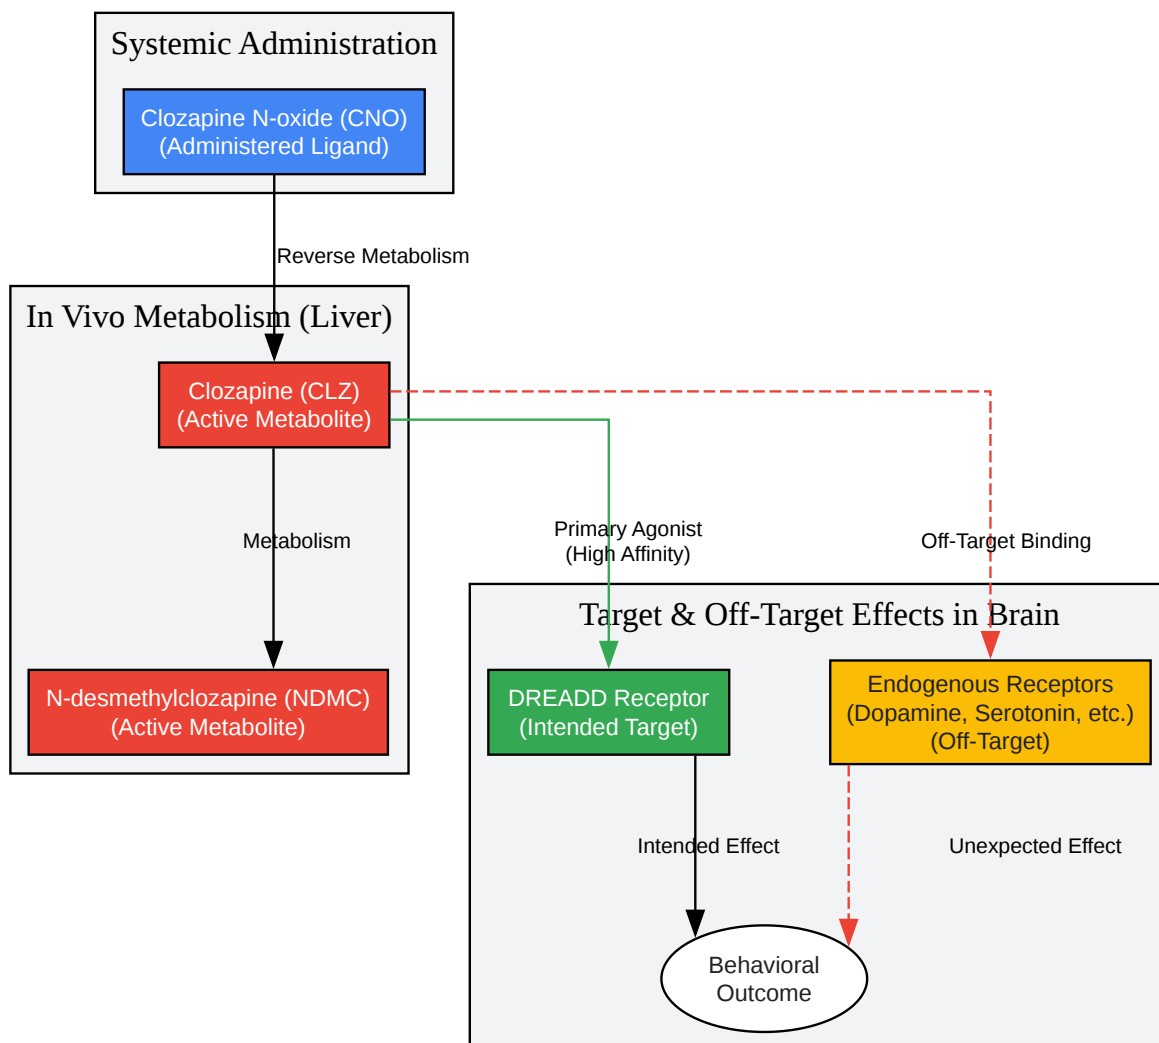 Systemic Administration
Clozapine N-oxide (CNO)
(Administered Ligand)
Reverse Metabolism
In Vivo Metabolism (Liver)
Clozapine (CLZ)
(Active Metabolite)
Metabolism
Primary Agonist
(High Affinity)
Off-Target Binding
Target & Off-Target Effects in Brain
N-desmethylclozapine (NDMC)
(Active Metabolite)
DREADD Receptor
(Intended Target)
Endogenous Receptors
(Dopamine, Serotonin, etc.)
(Off-Target)
Intended Effect
Unexpected Effect
Behavioral
Outcome